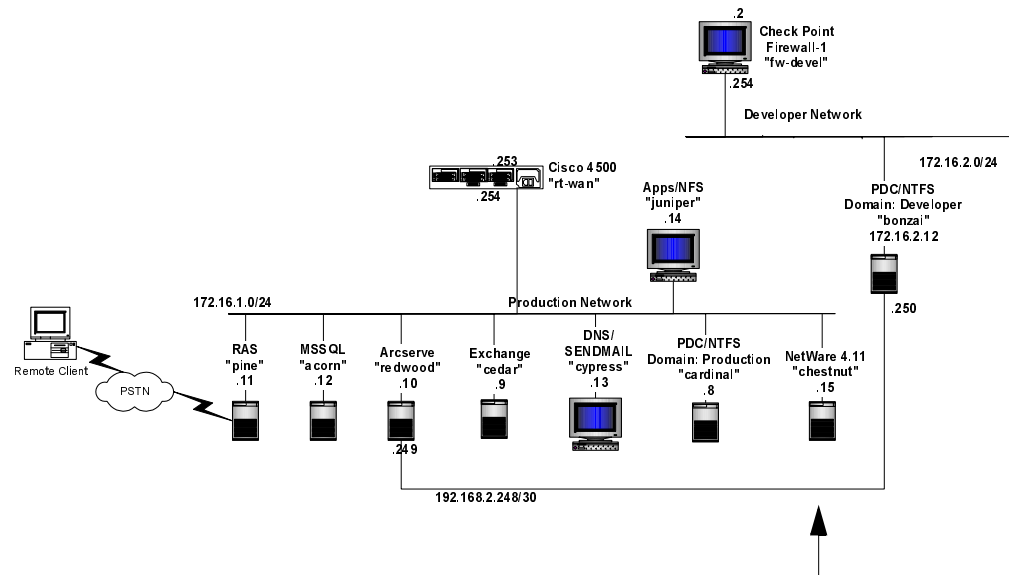 .2
Check Point
Firewall-1
"fw-devel"
.254
Developer Network
172.16.2.0/24
.253
Cisco 4500
"rt-wan"
.254
Apps/NFS
"juniper"
.14
PDC/NTFS
Domain: Developer
"bonzai"
172.16.2.12
.250
172.16.1.0/24
Production Network
Remote Client
PSTN
RAS
"pine"
.11
MSSQL
"acorn"
.12
Arcserve
"redwood"
.10
.249
Exchange
"cedar"
.9
DNS/
SENDMAIL
"cypress"
.13
PDC/NTFS
Domain: Production
"cardinal"
.8
NetWare 4.11
"chestnut"
.15
192.168.2.248/30